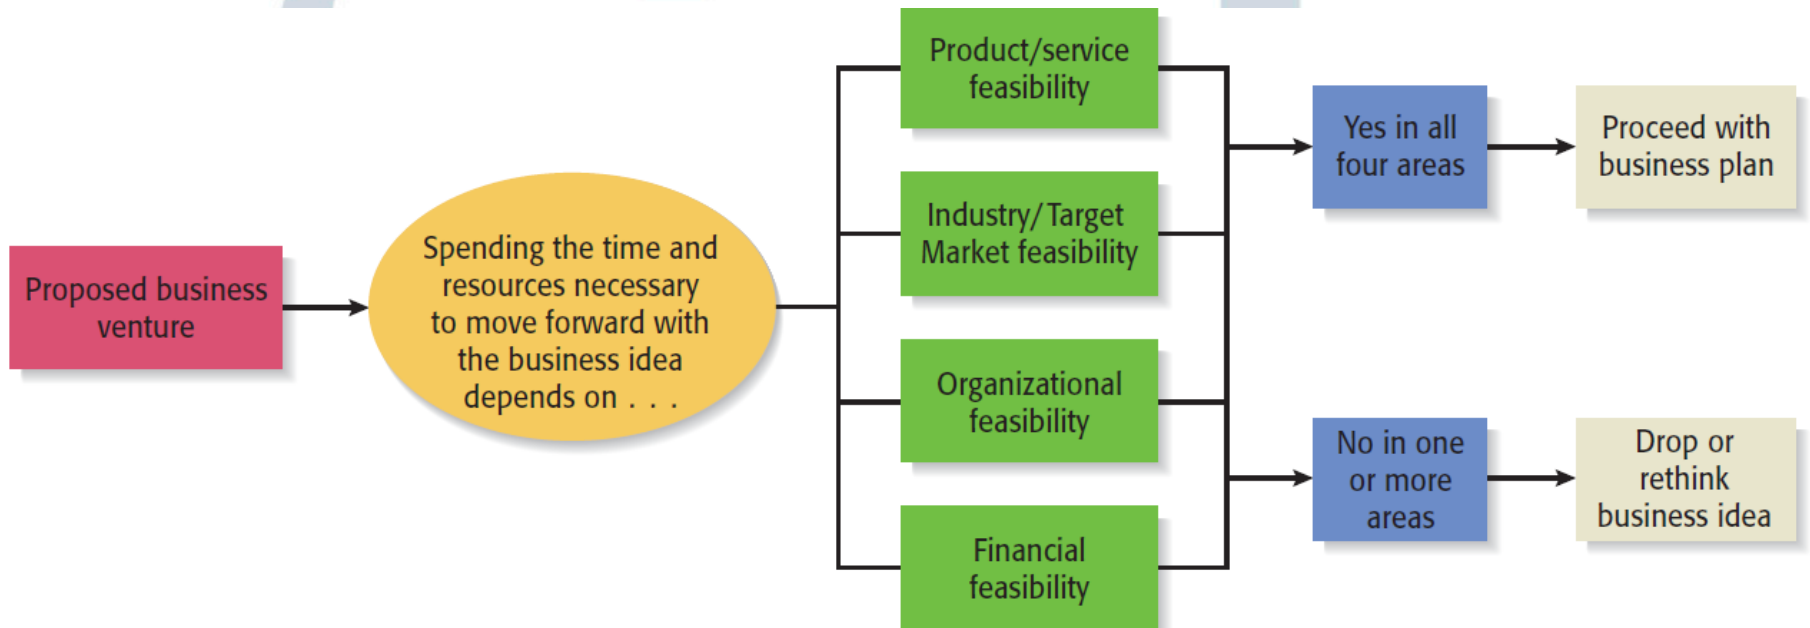 Proposed business
venture
Spending the time and
resources necessary
to move forward with
the business idea
depends on . . .
Product/service
feasibility
Industry/Target
Market feasibility
Organizational
feasibility
Financial
feasibility
Yes in all
four areas
Proceed with
business plan
No in one
or more
areas
Drop or
rethink
business idea